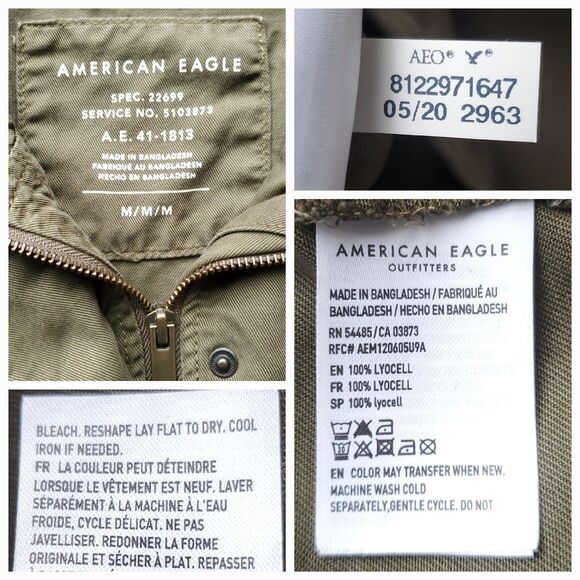 AMERICAN EAGLE
SPEC. 22699
SERVICE NO. 5103873
A.E. 41-1813
MADE IN BANGLADESH
FABRIQUÉ AU BANGLADESH
HECHO EN BANGLADESH
M/M/M
AEO®
8122971647
05/20 2963
AMERICAN EAGLE
OUTFITTERS
MADE IN BANGLADESH / FABRIQUÉ AU
BANGLADESH / HECHO EN BANGLADESH
RN 54485/CA 03873
RFC# AEM120605U9A
EN 100% LYOCELL
FR 100% LYOCELL
SP 100% lyocell
30
EN COLOR MAY TRANSFER WHEN NEW.
MACHINE WASH COLD
SEPARATELY,GENTLE CYCLE. DO NOT
BLEACH. RESHAPE LAY FLAT TO DRY. COOL
IRON IF NEEDED.
FR LA COULEUR PEUT DÉTEINDRE
LORSQUE LE VÊTEMENT EST NEUF. LAVER
SÉPARÉMENT À LA MACHINE À L'EAU
FROIDE, CYCLE DÉLICAT. NE PAS
JAVELLISER. REDONNER LA FORME
ORIGINALE ET SÉCHER À PLAT. REPASSER